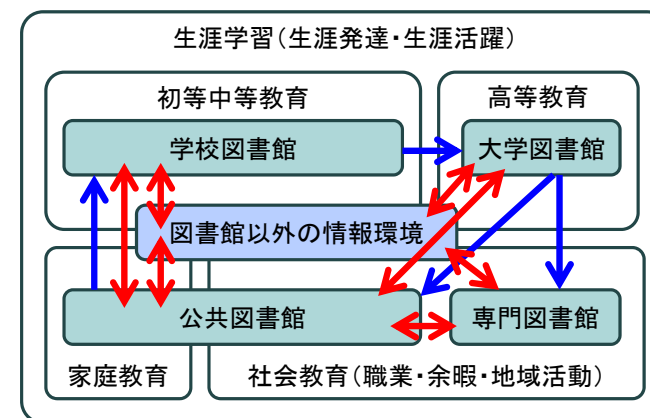 生涯学習(生涯発達・生涯活躍)
初等中等教育
高等教育
学校図書館
大学図書館
図書館以外の情報環境
公共図書館
専門図書館
家庭教育
社会教育(職業・余暇・地域活動)